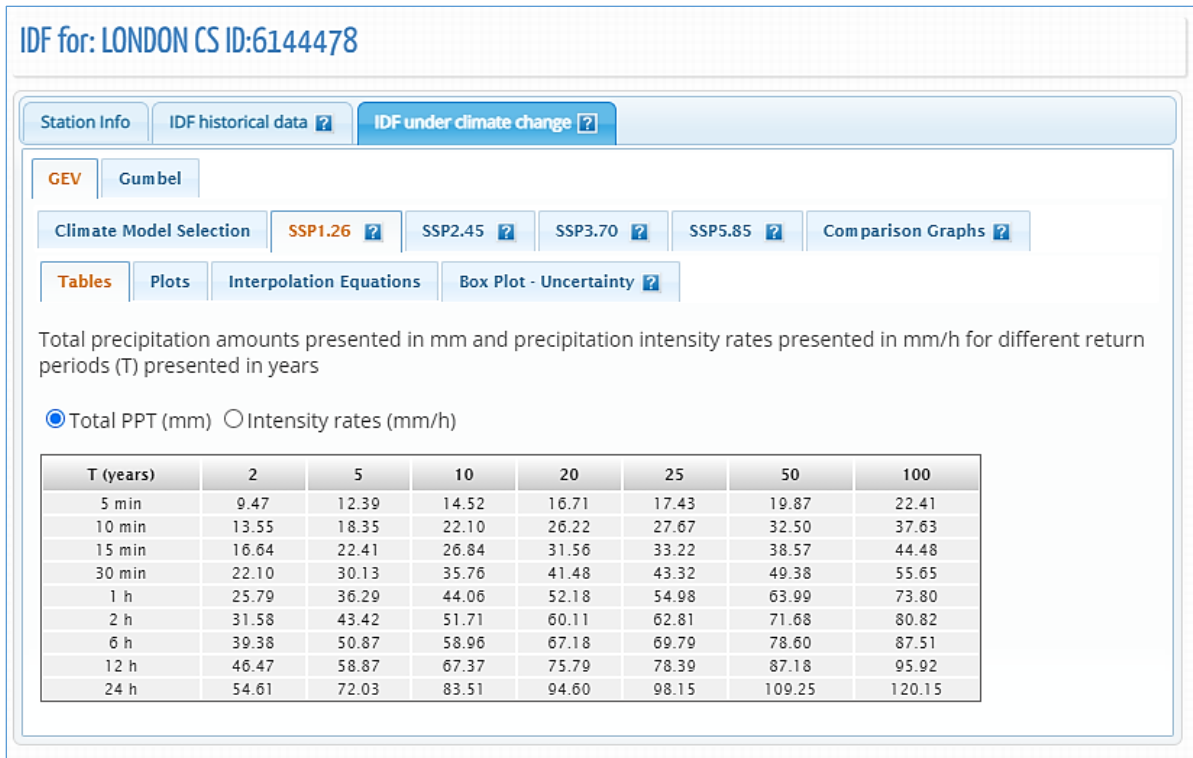 IDF for: LONDON CS ID:6144478
Station Info IDF historical data ? IDF under climate change ?
GEV Gumbel
Climate Model Selection SSP1.26 ? SSP2.45 ? SSP3.70 ? SSP5.85 ? Comparison Graphs ?
Tables Plots Interpolation Equations Box Plot - Uncertainty ?
Total precipitation amounts presented in mm and precipitation intensity rates presented in mm/h for different return
periods (T) presented in years
Total PPT (mm) Intensity rates (mm/h)
T (years) 2 5 10 20 25 50 100
5 min 9.47 12.39 14.52 16.71 17.43 19.87 22.41
10 min 13.55 18.35 22.10 26.22 27.67 32.50 37.63
15 min 16.64 22.41 26.84 31.56 33.22 38.57 44.48
30 min 22.10 30.13 35.76 41.48 43.32 49.38 55.65
1 h 25.79 36.29 44.06 52.18 54.98 63.99 73.80
2 h 31.58 43.42 51.71 60.11 62.81 71.68 80.82
6 h 39.38 50.87 58.96 67.18 69.79 78.60 87.51
12 h 46.47 58.87 67.37 75.79 78.39 87.18 95.92
24 h 54.61 72.03 83.51 94.60 98.15 109.25 120.15